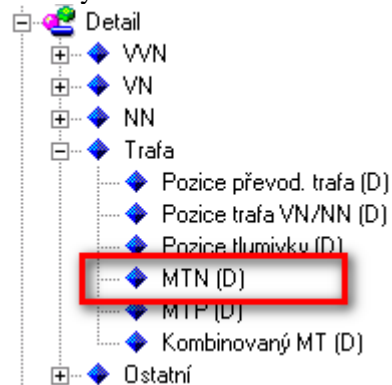 Detail
VVN
VN
NN
Trafa
Pozice převod. trafa (D)
Pozice trafa VN/NN (D)
Pozice tlumivky (D)
MTN (D)
MTP (D)
Kombinovaný MT (D)
Ostatní